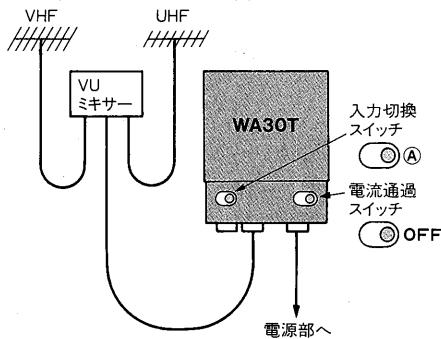 VHF
UHF
VU
ミキサー
WA30T
入力切換
スイッチ
Ⓐ
電流通過
スイッチ
OFF
電源部へ